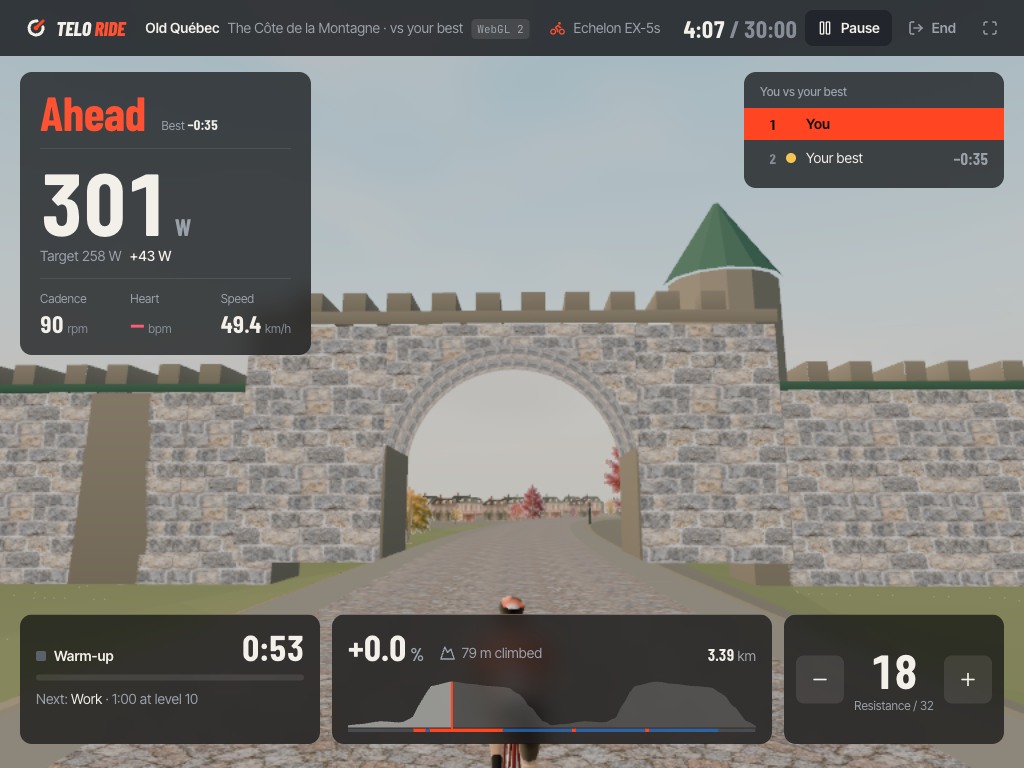 TELO RIDE
Old Québec The Côte de la Montagne · vs your best WebGL 2
Echelon EX-5s
4:07 / 30:00
Pause
End
Ahead Best −0:35
301 W
Target 258 W +43 W
Cadence Heart Speed
90 rpm – bpm 49.4 km/h
You vs your best
1 You
2 Your best −0:35
Warm-up 0:53
Next: Work · 1:00 at level 10
+0.0 % 79 m climbed 3.39 km
− 18 +
Resistance / 32